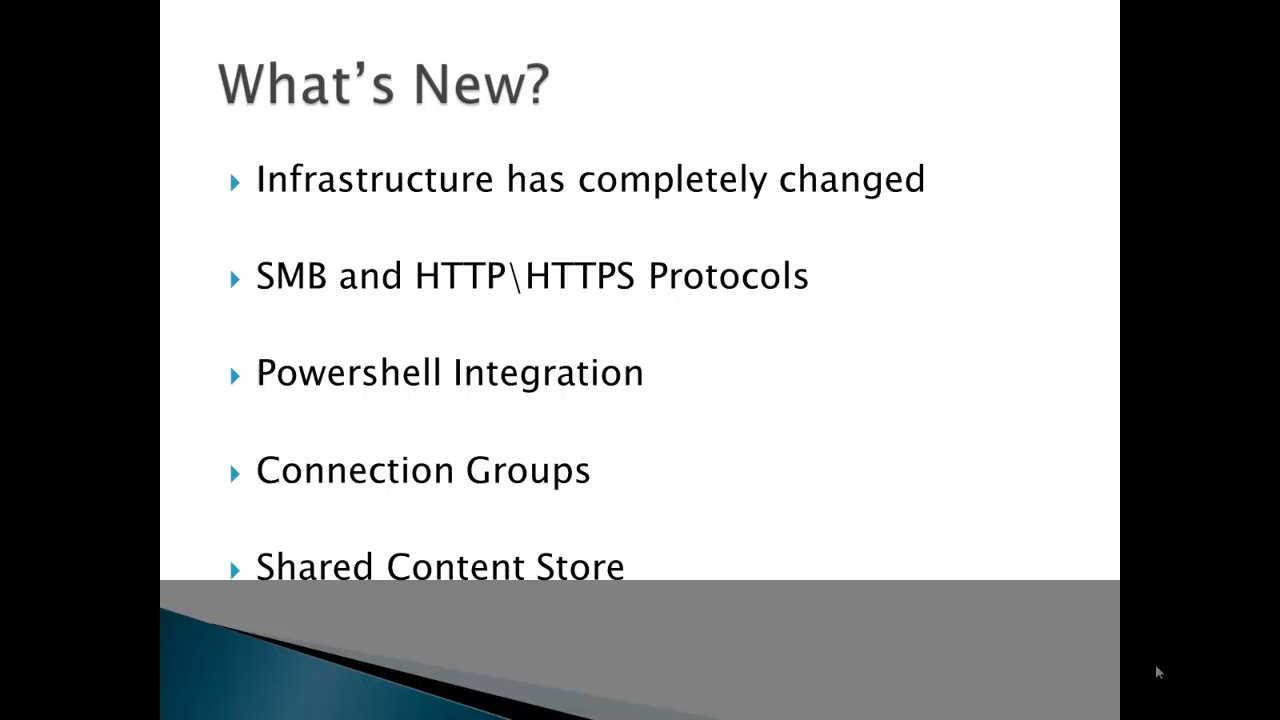 What’s New?
Infrastructure has completely changed
SMB and HTTP\HTTPS Protocols
Powershell Integration
Connection Groups
Shared Content Store